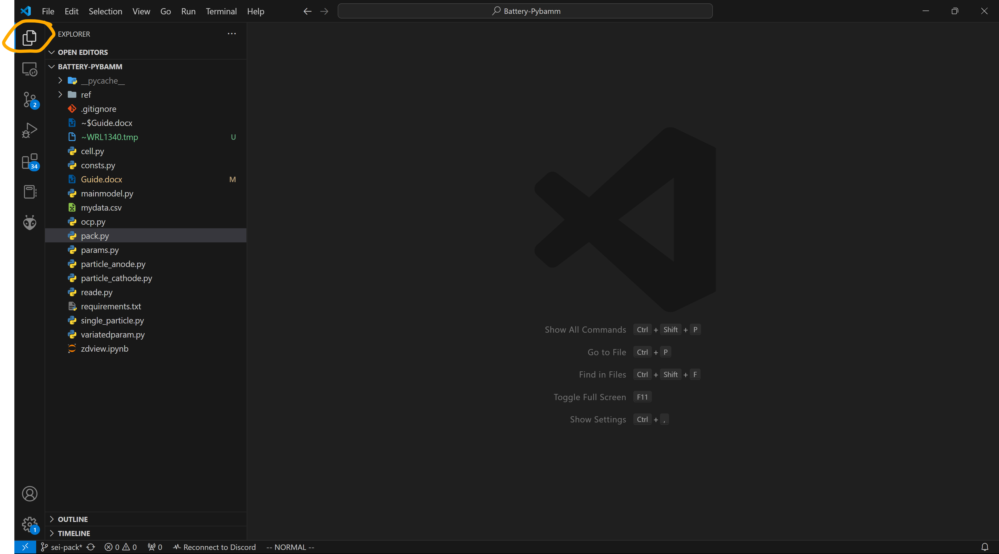 File Edit Selection View Go Run Terminal Help Battery-Pybamm
EXPLORER
OPEN EDITORS
BATTERY-PYBAMM
__pycache__
ref
.gitignore
~$Guide.docx
~WRL1340.tmp U
cell.py
consts.py
Guide.docx M
mainmodel.py
mydata.csv
ocp.py
pack.py
params.py
particle_anode.py
particle_cathode.py
reade.py
requirements.txt
single_particle.py
variatedparam.py
zdview.ipynb
2
34
Show All Commands Ctrl + Shift + P
Go to File Ctrl + P
Find in Files Ctrl + Shift + F
Toggle Full Screen F11
Show Settings Ctrl + ,
OUTLINE
1
TIMELINE
sei-pack* 0 0 0 Reconnect to Discord -- NORMAL --